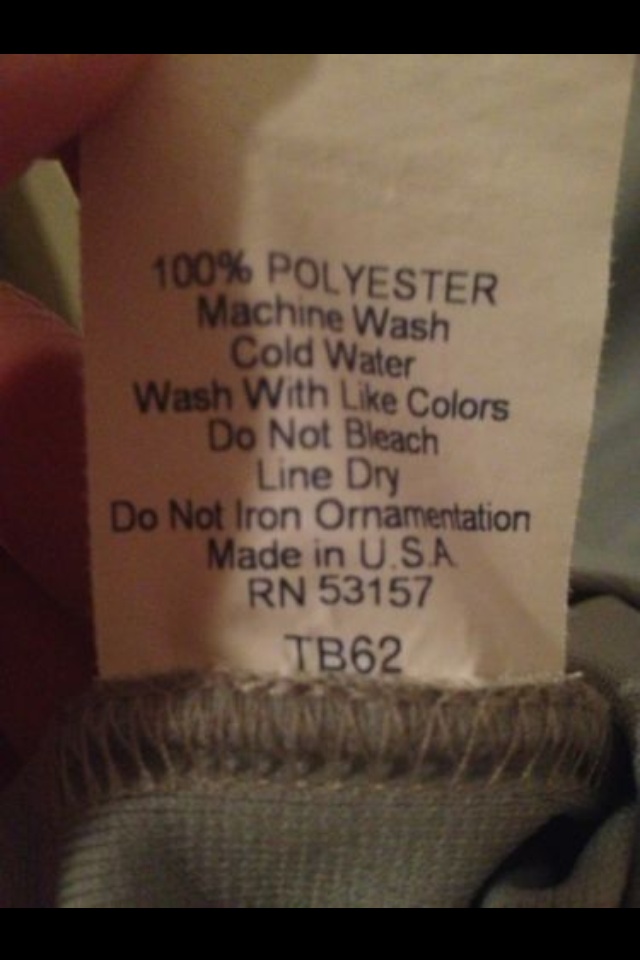 100% POLYESTER
Machine Wash
Cold Water
Wash With Like Colors
Do Not Bleach
Line Dry
Do Not Iron Ornamentation
Made in U.S.A.
RN 53157
TB62